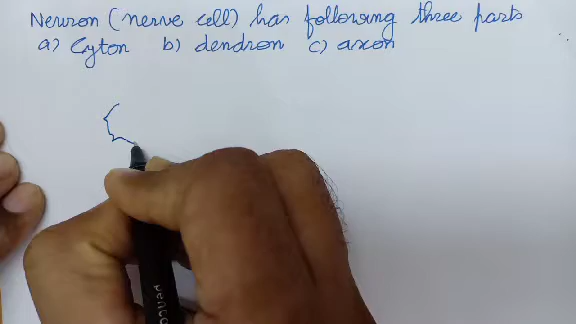 Neuron (nerve cell) has following three parts
a) Cyton b) dendron c) axon